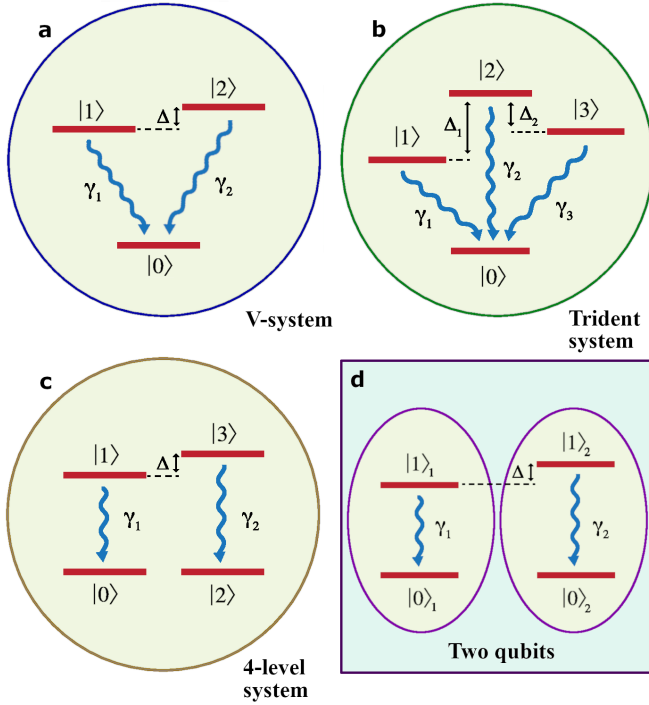 a
|1⟩
|2⟩
Δ
γ₁
γ₂
|0⟩
V-system
b
|2⟩
|1⟩
Δ₁
Δ₂
|3⟩
γ₁
γ₂
γ₃
|0⟩
Trident
system
c
|1⟩
|3⟩
Δ
γ₁
γ₂
|0⟩
|2⟩
4-level
system
d
|1⟩₁
|1⟩₂
Δ
γ₁
γ₂
|0⟩₁
|0⟩₂
Two qubits